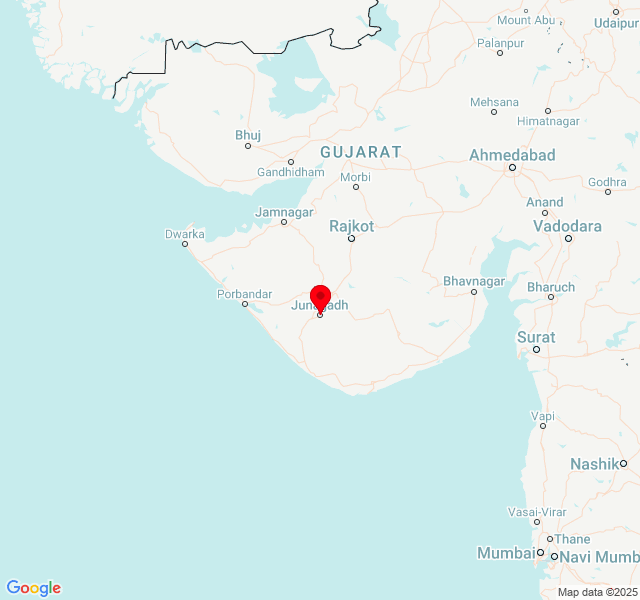 Mount Abu
Udaipur
Palanpur
Mehsana
Himatnagar
Bhuj
GUJARAT
Ahmedabad
Gandhidham
Morbi
Godhra
Jamnagar
Anand
Dwarka
Rajkot
Vadodara
Bhavnagar
Porbandar
Bharuch
Junagadh
Surat
Vapi
Nashik
Vasai-Virar
Thane
Mumbai
Navi Mumb
Google
Map data ©2025